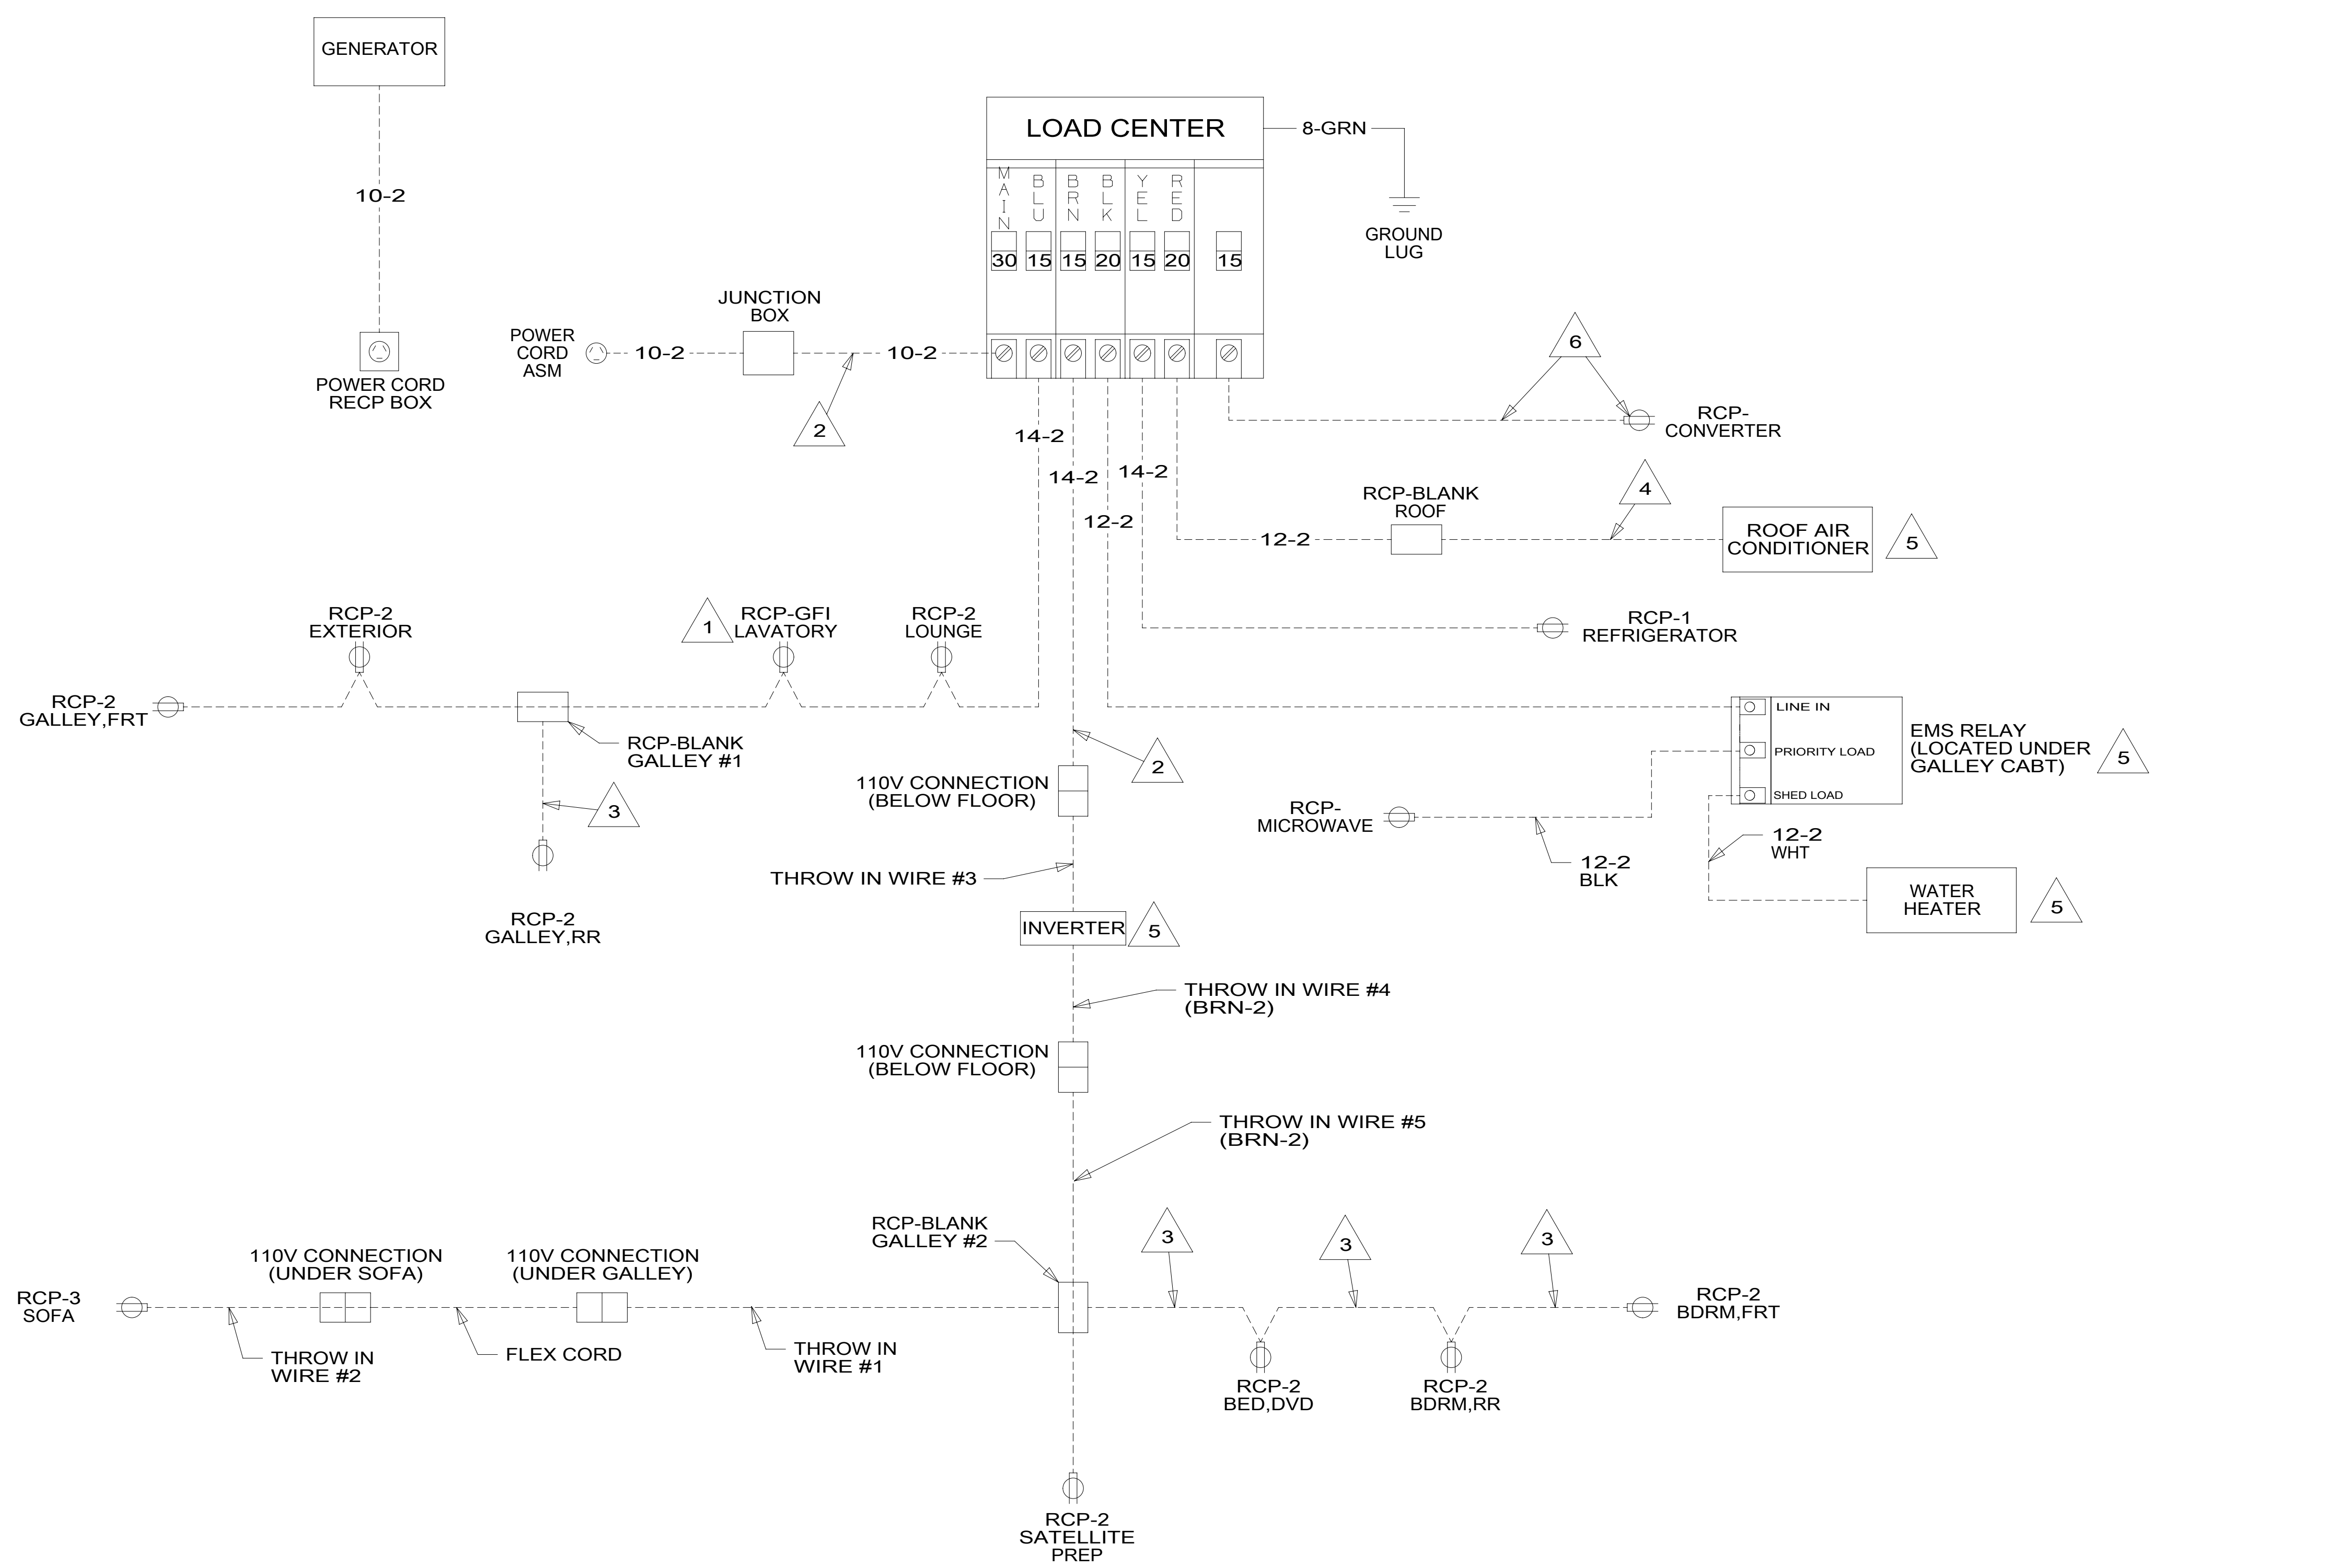 GENERATOR
10-2
POWER CORD
RECP BOX
LOAD CENTER
8-GRN
GROUND
LUG
MAIN
BLU
BRN
BLK
YEL
RED
30
15
15
20
15
20
15
JUNCTION
BOX
POWER
CORD
ASM
10-2
10-2
2
6
RCP-
CONVERTER
14-2
14-2
14-2
12-2
RCP-BLANK
ROOF
12-2
4
ROOF AIR
CONDITIONER
5
RCP-1
REFRIGERATOR
RCP-2
EXTERIOR
1
RCP-GFI
LAVATORY
RCP-2
LOUNGE
RCP-2
GALLEY,FRT
RCP-BLANK
GALLEY #1
3
RCP-2
GALLEY,RR
LINE IN
PRIORITY LOAD
SHED LOAD
EMS RELAY
(LOCATED UNDER
GALLEY CABT)
5
2
110V CONNECTION
(BELOW FLOOR)
RCP-
MICROWAVE
12-2
BLK
12-2
WHT
WATER
HEATER
5
THROW IN WIRE #3
INVERTER
5
THROW IN WIRE #4
(BRN-2)
110V CONNECTION
(BELOW FLOOR)
THROW IN WIRE #5
(BRN-2)
RCP-BLANK
GALLEY #2
3
3
3
110V CONNECTION
(UNDER SOFA)
110V CONNECTION
(UNDER GALLEY)
RCP-3
SOFA
THROW IN
WIRE #2
FLEX CORD
THROW IN
WIRE #1
RCP-2
BED,DVD
RCP-2
BDRM,RR
RCP-2
BDRM,FRT
RCP-2
SATELLITE
PREP